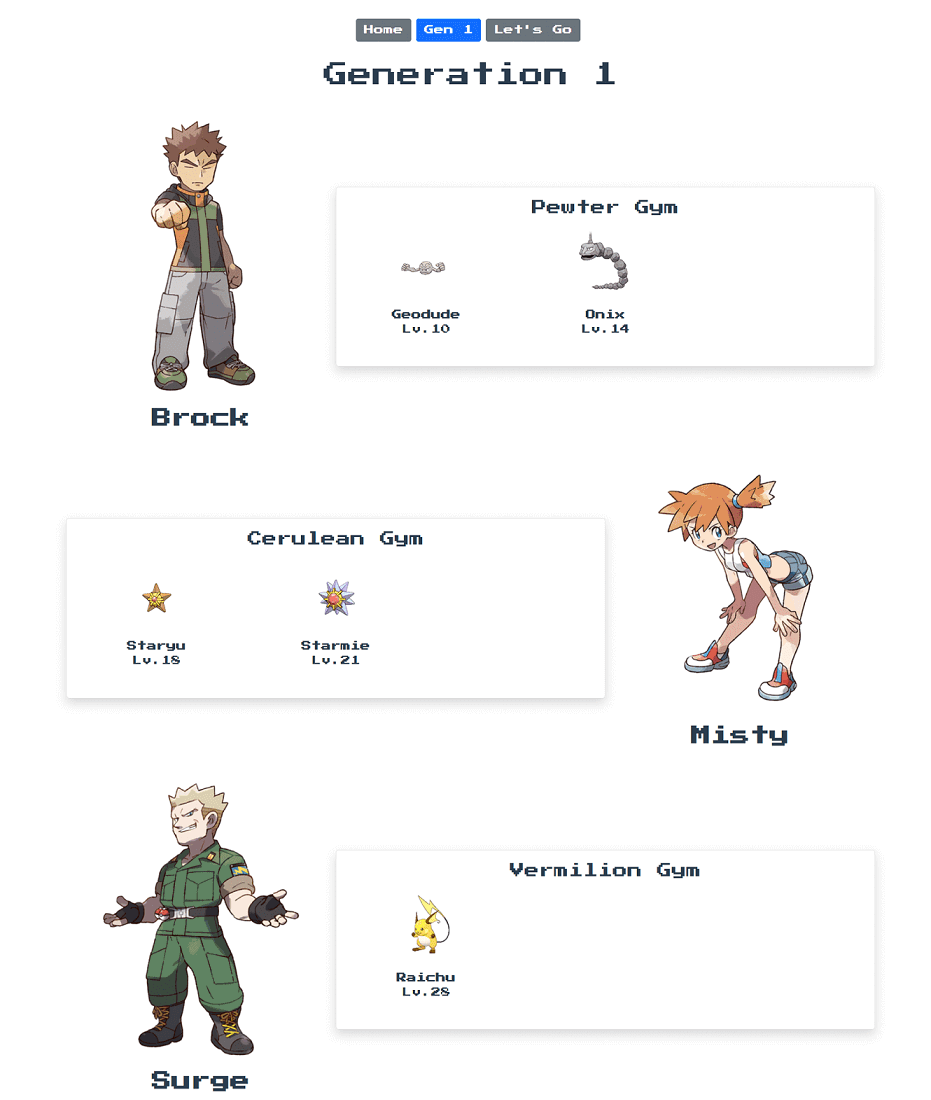 Home Gen 1 Let's Go
Generation 1
Pewter Gym
Geodude Onix
Lv.10 Lv.14
Brock
Cerulean Gym
Staryu Starmie
Lv.18 Lv.21
Misty
Vermilion Gym
Raichu
Lv.28
Surge